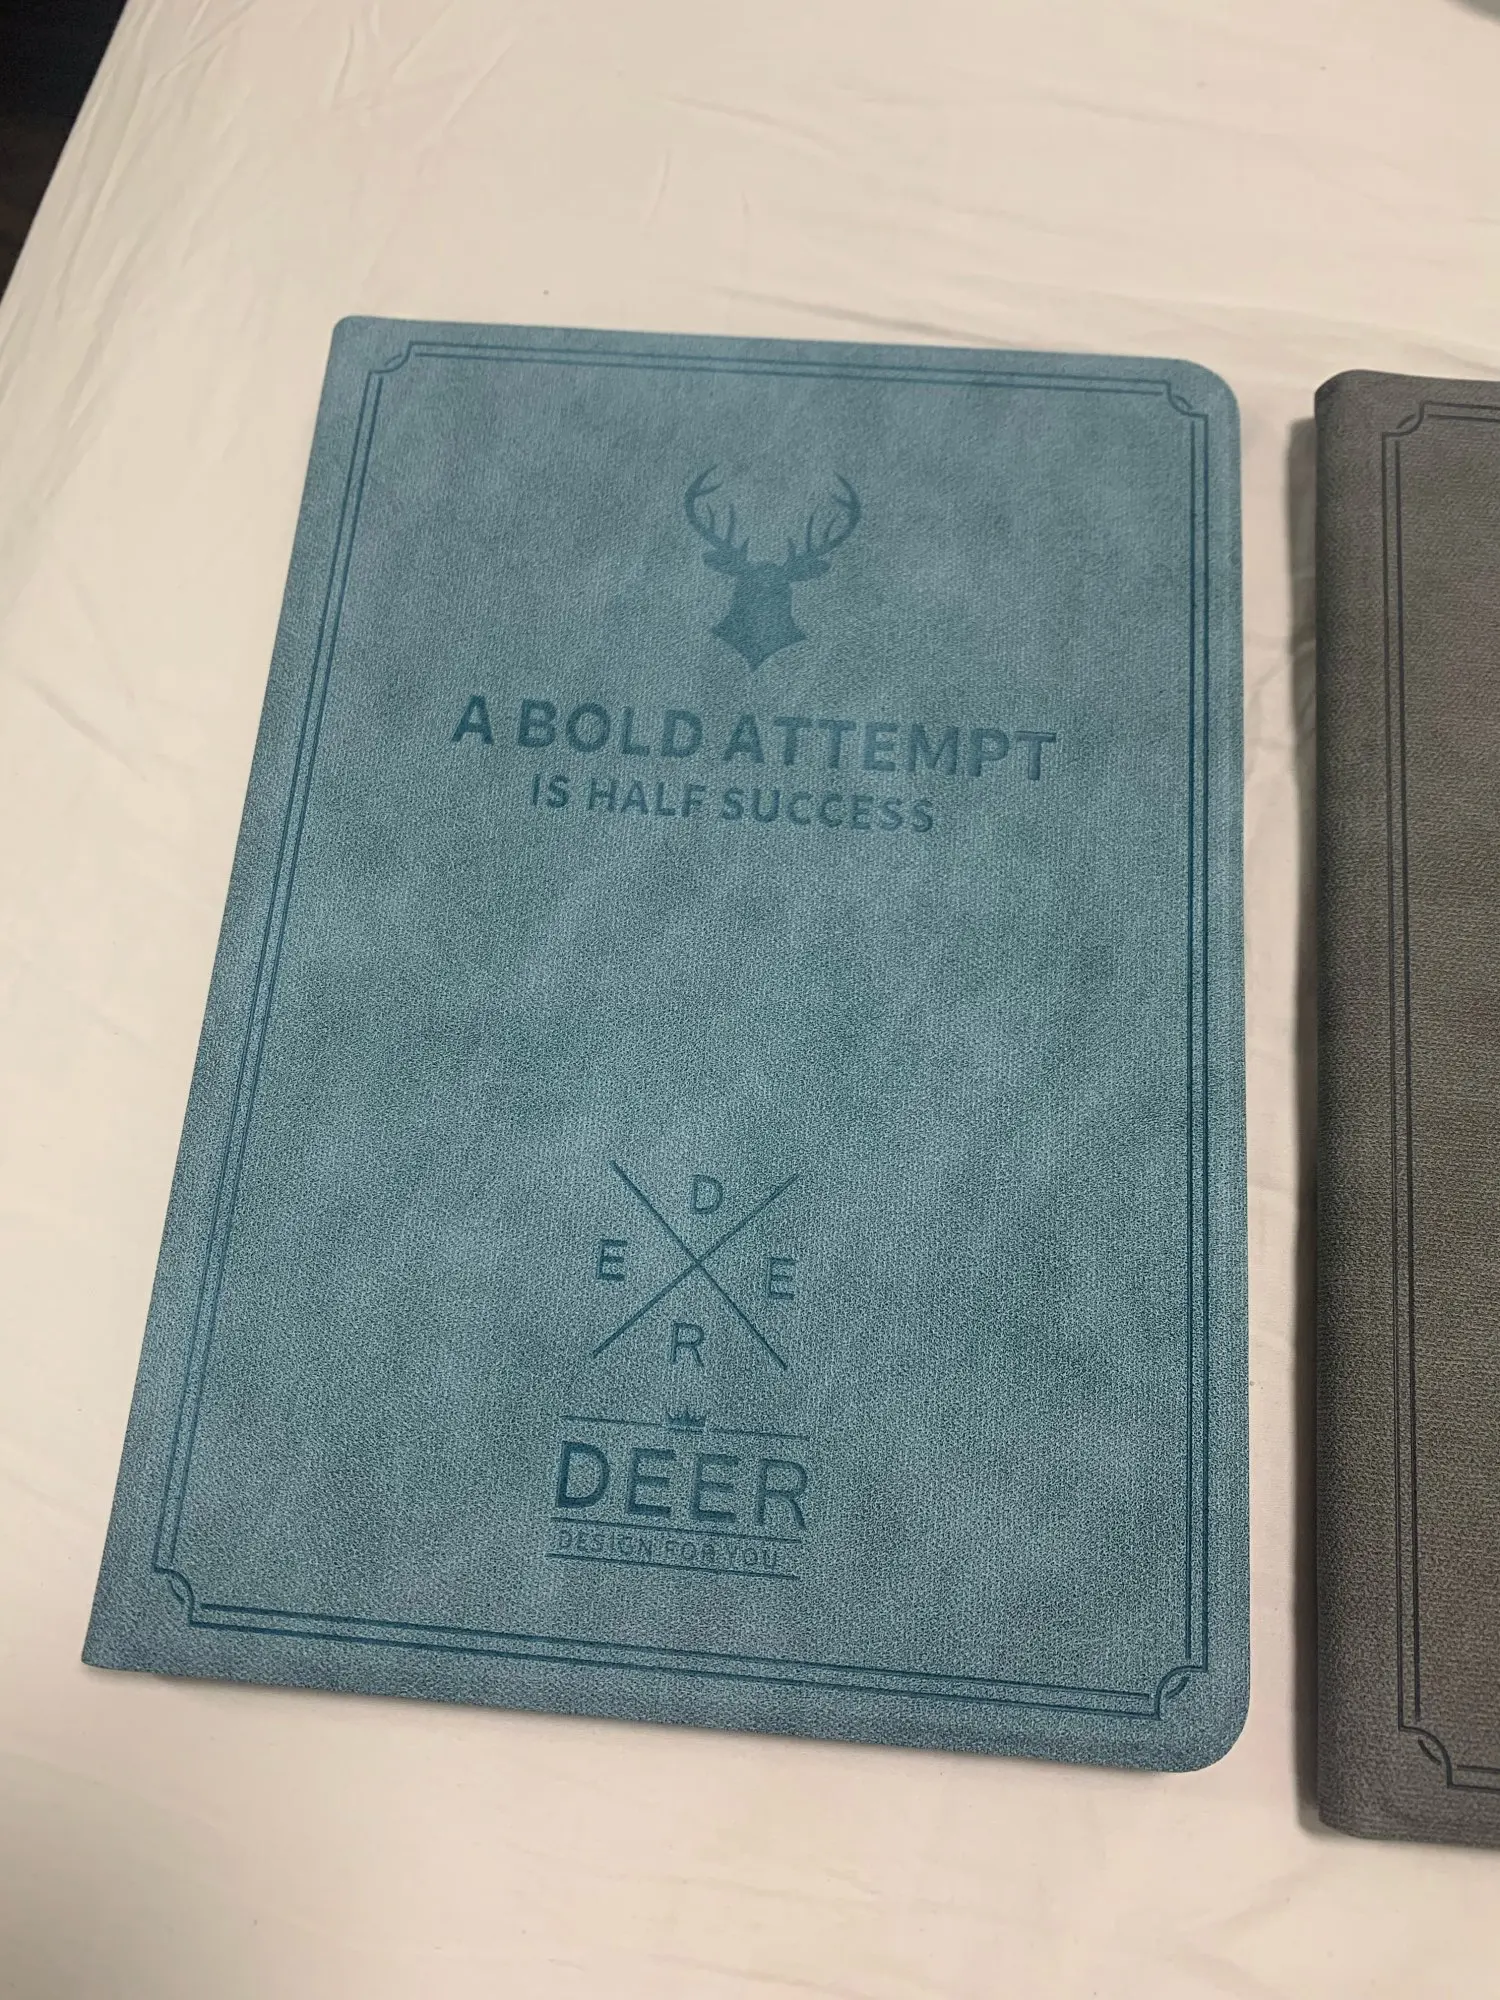 A BOLD ATTEMPT
IS HALF SUCCESS
D
E E
R
DEER
DESIGN FOR YOU